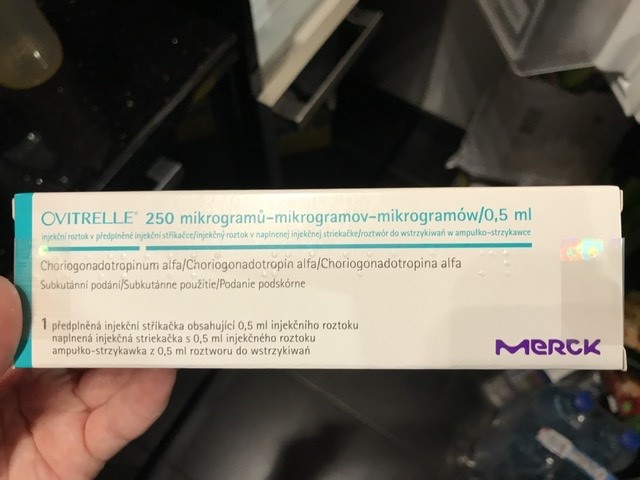 OVITRELLE® 250 mikrogramů–mikrogramov–mikrogramów/0,5 ml
injekční roztok v předplněné injekční stříkačce/injekčný roztok v naplnenej injekčnej striekačke/roztwór do wstrzykiwań w ampułko-strzykawce
Choriogonadotropinum alfa/Choriogonadotropín alfa/Choriogonadotropina alfa
Subkutánní podání/Subkutánne použitie/Podanie podskórne
1 předplněná injekční stříkačka obsahující 0,5 ml injekčního roztoku
naplnená injekčná striekačka s 0,5 ml injekčného roztoku
ampułko-strzykawka z 0,5 ml roztworu do wstrzykiwań
MERCK